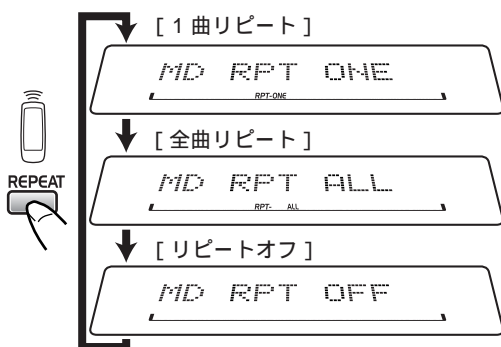 [ 1 曲リピート ]
MD RPT ONE
RPT-ONE
[ 全曲リピート ]
REPEAT
MD RPT ALL
RPT- ALL
[ リピートオフ ]
MD RPT OFF